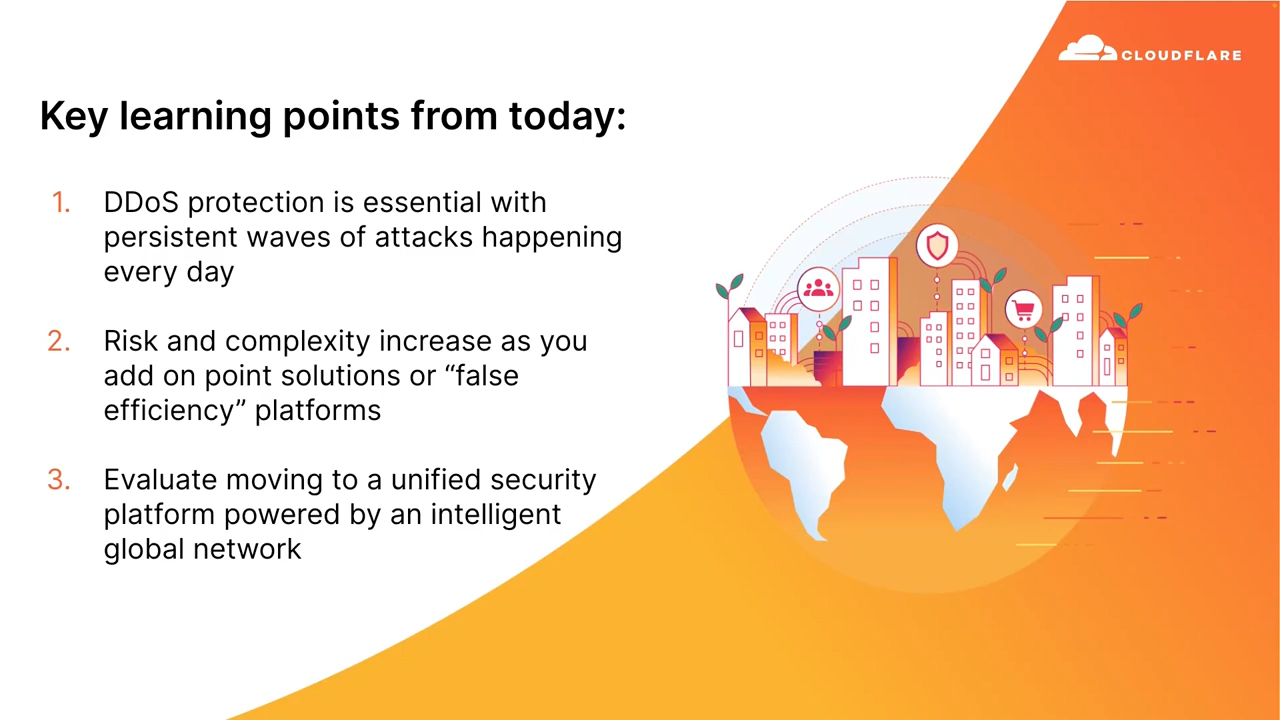 CLOUDFLARE
Key learning points from today:
1. DDoS protection is essential with
persistent waves of attacks happening
every day
2. Risk and complexity increase as you
add on point solutions or “false
efficiency” platforms
3. Evaluate moving to a unified security
platform powered by an intelligent
global network